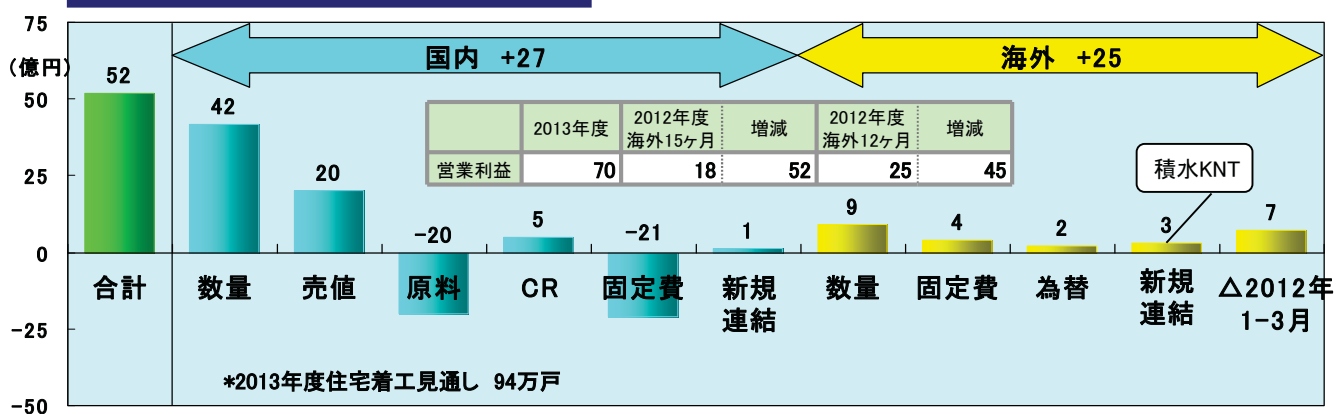 75
(億円)
50
25
0
-25
-50
国内 +27
海外 +25
2013年度
2012年度
海外15ヶ月
増減
2012年度
海外12ヶ月
増減
営業利益 70 18 52 25 45
積水KNT
52
42
20
-20
5
-21
1
9
4
2
3
7
合計
数量
売値
原料
CR
固定費
新規
連結
数量
固定費
為替
新規
連結
△2012年
1-3月
*2013年度住宅着工見通し 94万戸